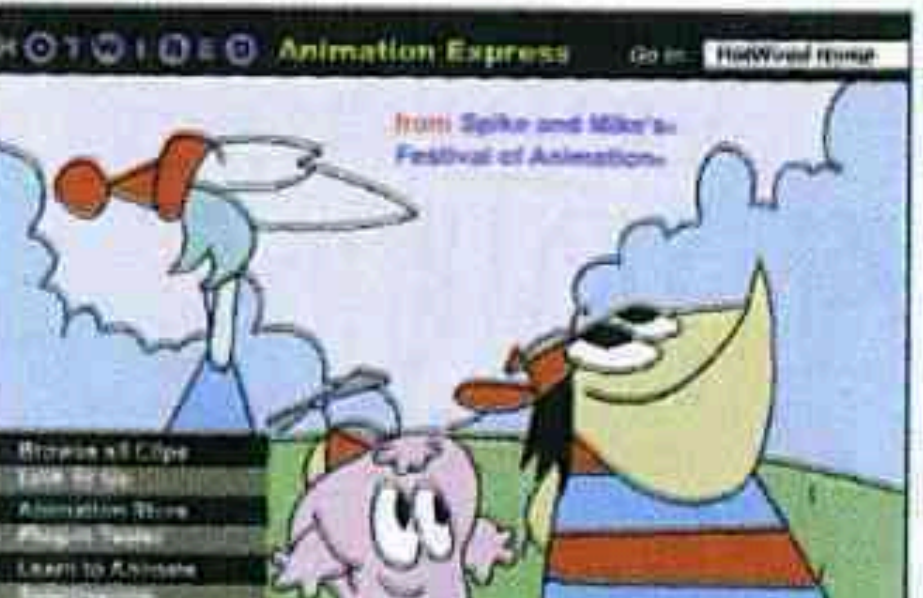 HOTWIRED Animation Express Go to: HotWired Home
from Spike and Mike's®
Festival of Animation®
Browse all Clips
Animation Store
Learn to Animate